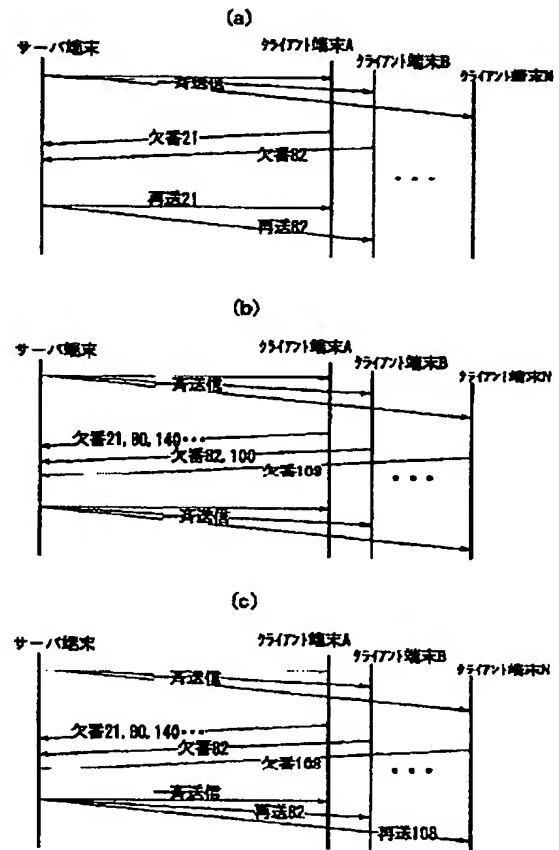 (a)
サーバ端末
クライアント端末A
クライアント端末B
クライアント端末N
一斉送信
欠番21
欠番82
・・・
再送21
再送82
(b)
サーバ端末
クライアント端末A
クライアント端末B
クライアント端末N
一斉送信
欠番21,80,140・・・
欠番82,100
欠番109
・・・
一斉送信
(c)
サーバ端末
クライアント端末A
クライアント端末B
クライアント端末N
一斉送信
欠番21,80,140・・・
欠番82
欠番108
・・・
一斉送信
再送82
再送108